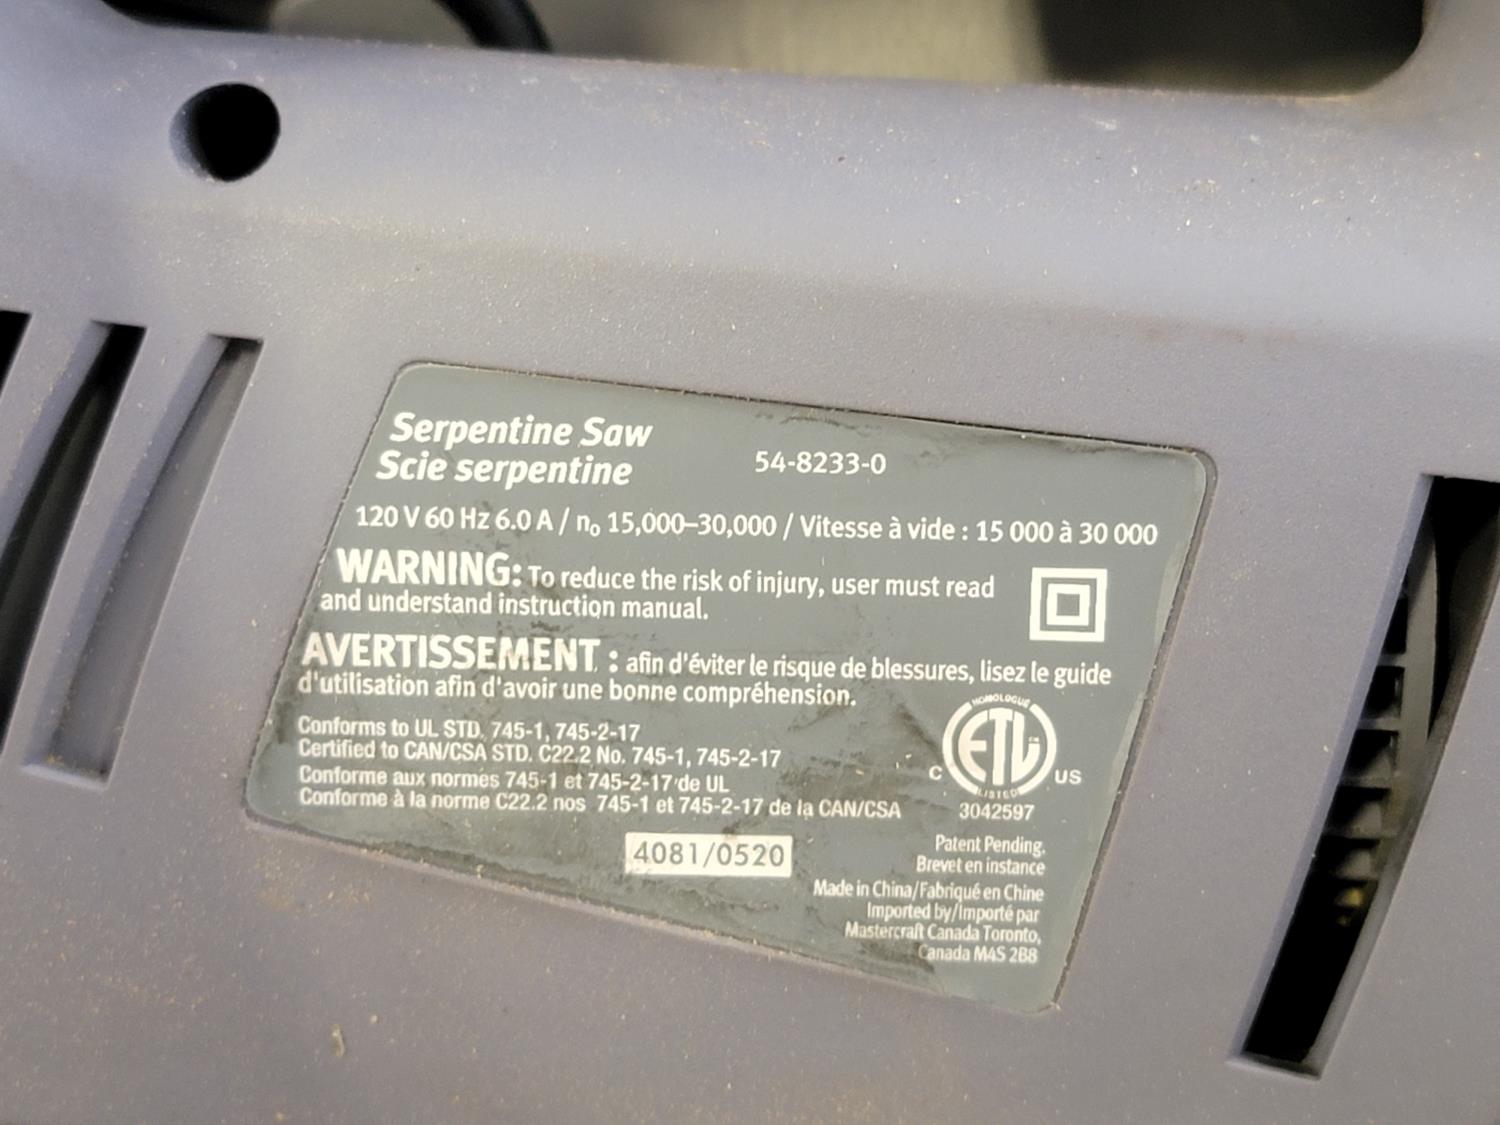 Serpentine Saw
Scie serpentine
54-8233-0
120 V 60 Hz 6.0 A / n₀ 15,000–30,000 / Vitesse à vide : 15 000 à 30 000
WARNING: To reduce the risk of injury, user must read
and understand instruction manual.
AVERTISSEMENT : afin d'éviter le risque de blessures, lisez le guide
d'utilisation afin d'avoir une bonne compréhension.
Conforms to UL STD. 745-1, 745-2-17
Certified to CAN/CSA STD. C22.2 No. 745-1, 745-2-17
Conforme aux normes 745-1 et 745-2-17 de UL
Conforme à la norme C22.2 nos 745-1 et 745-2-17 de la CAN/CSA
HOMOLOGUÉ
ETL
C US
LISTED
3042597
4081/0520
Patent Pending.
Brevet en instance
Made in China/Fabriqué en Chine
Imported by/Importé par
Mastercraft Canada Toronto,
Canada M4S 2B8